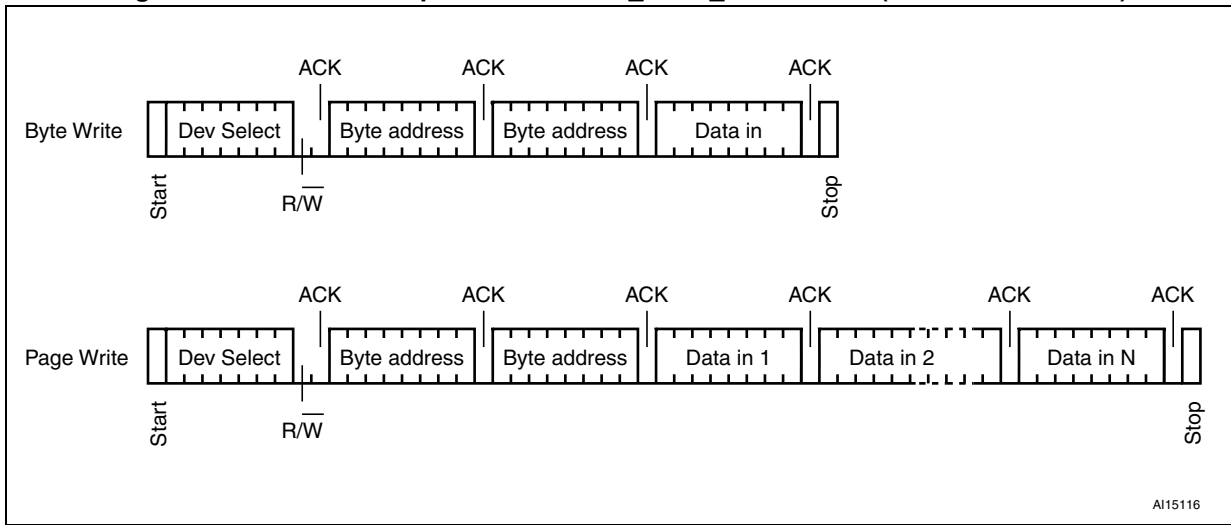 ACK ACK ACK ACK
Byte Write Dev Select Byte address Byte address Data in
Start R/W Stop
ACK ACK ACK ACK ACK ACK
Page Write Dev Select Byte address Byte address Data in 1 Data in 2 Data in N
Start R/W Stop
AI15116